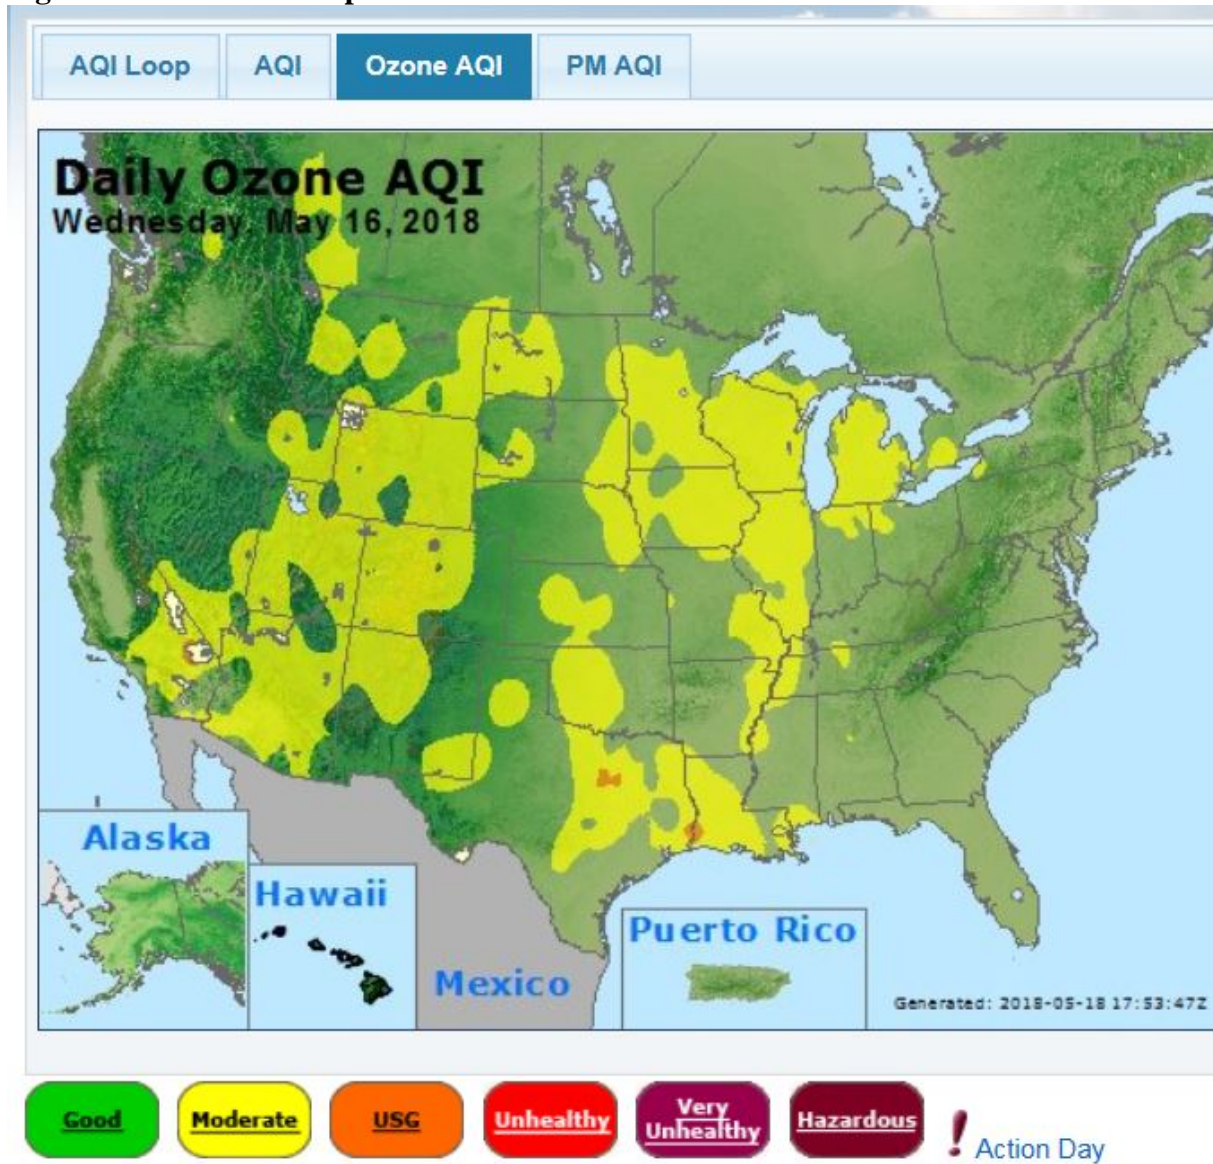 AQI Loop AQI Ozone AQI PM AQI
Daily Ozone AQI
Wednesday, May 16, 2018
Alaska
Hawaii
Mexico
Puerto Rico
Generated: 2018-05-18 17:53:47Z
Good Moderate USG Unhealthy Very Unhealthy Hazardous ! Action Day